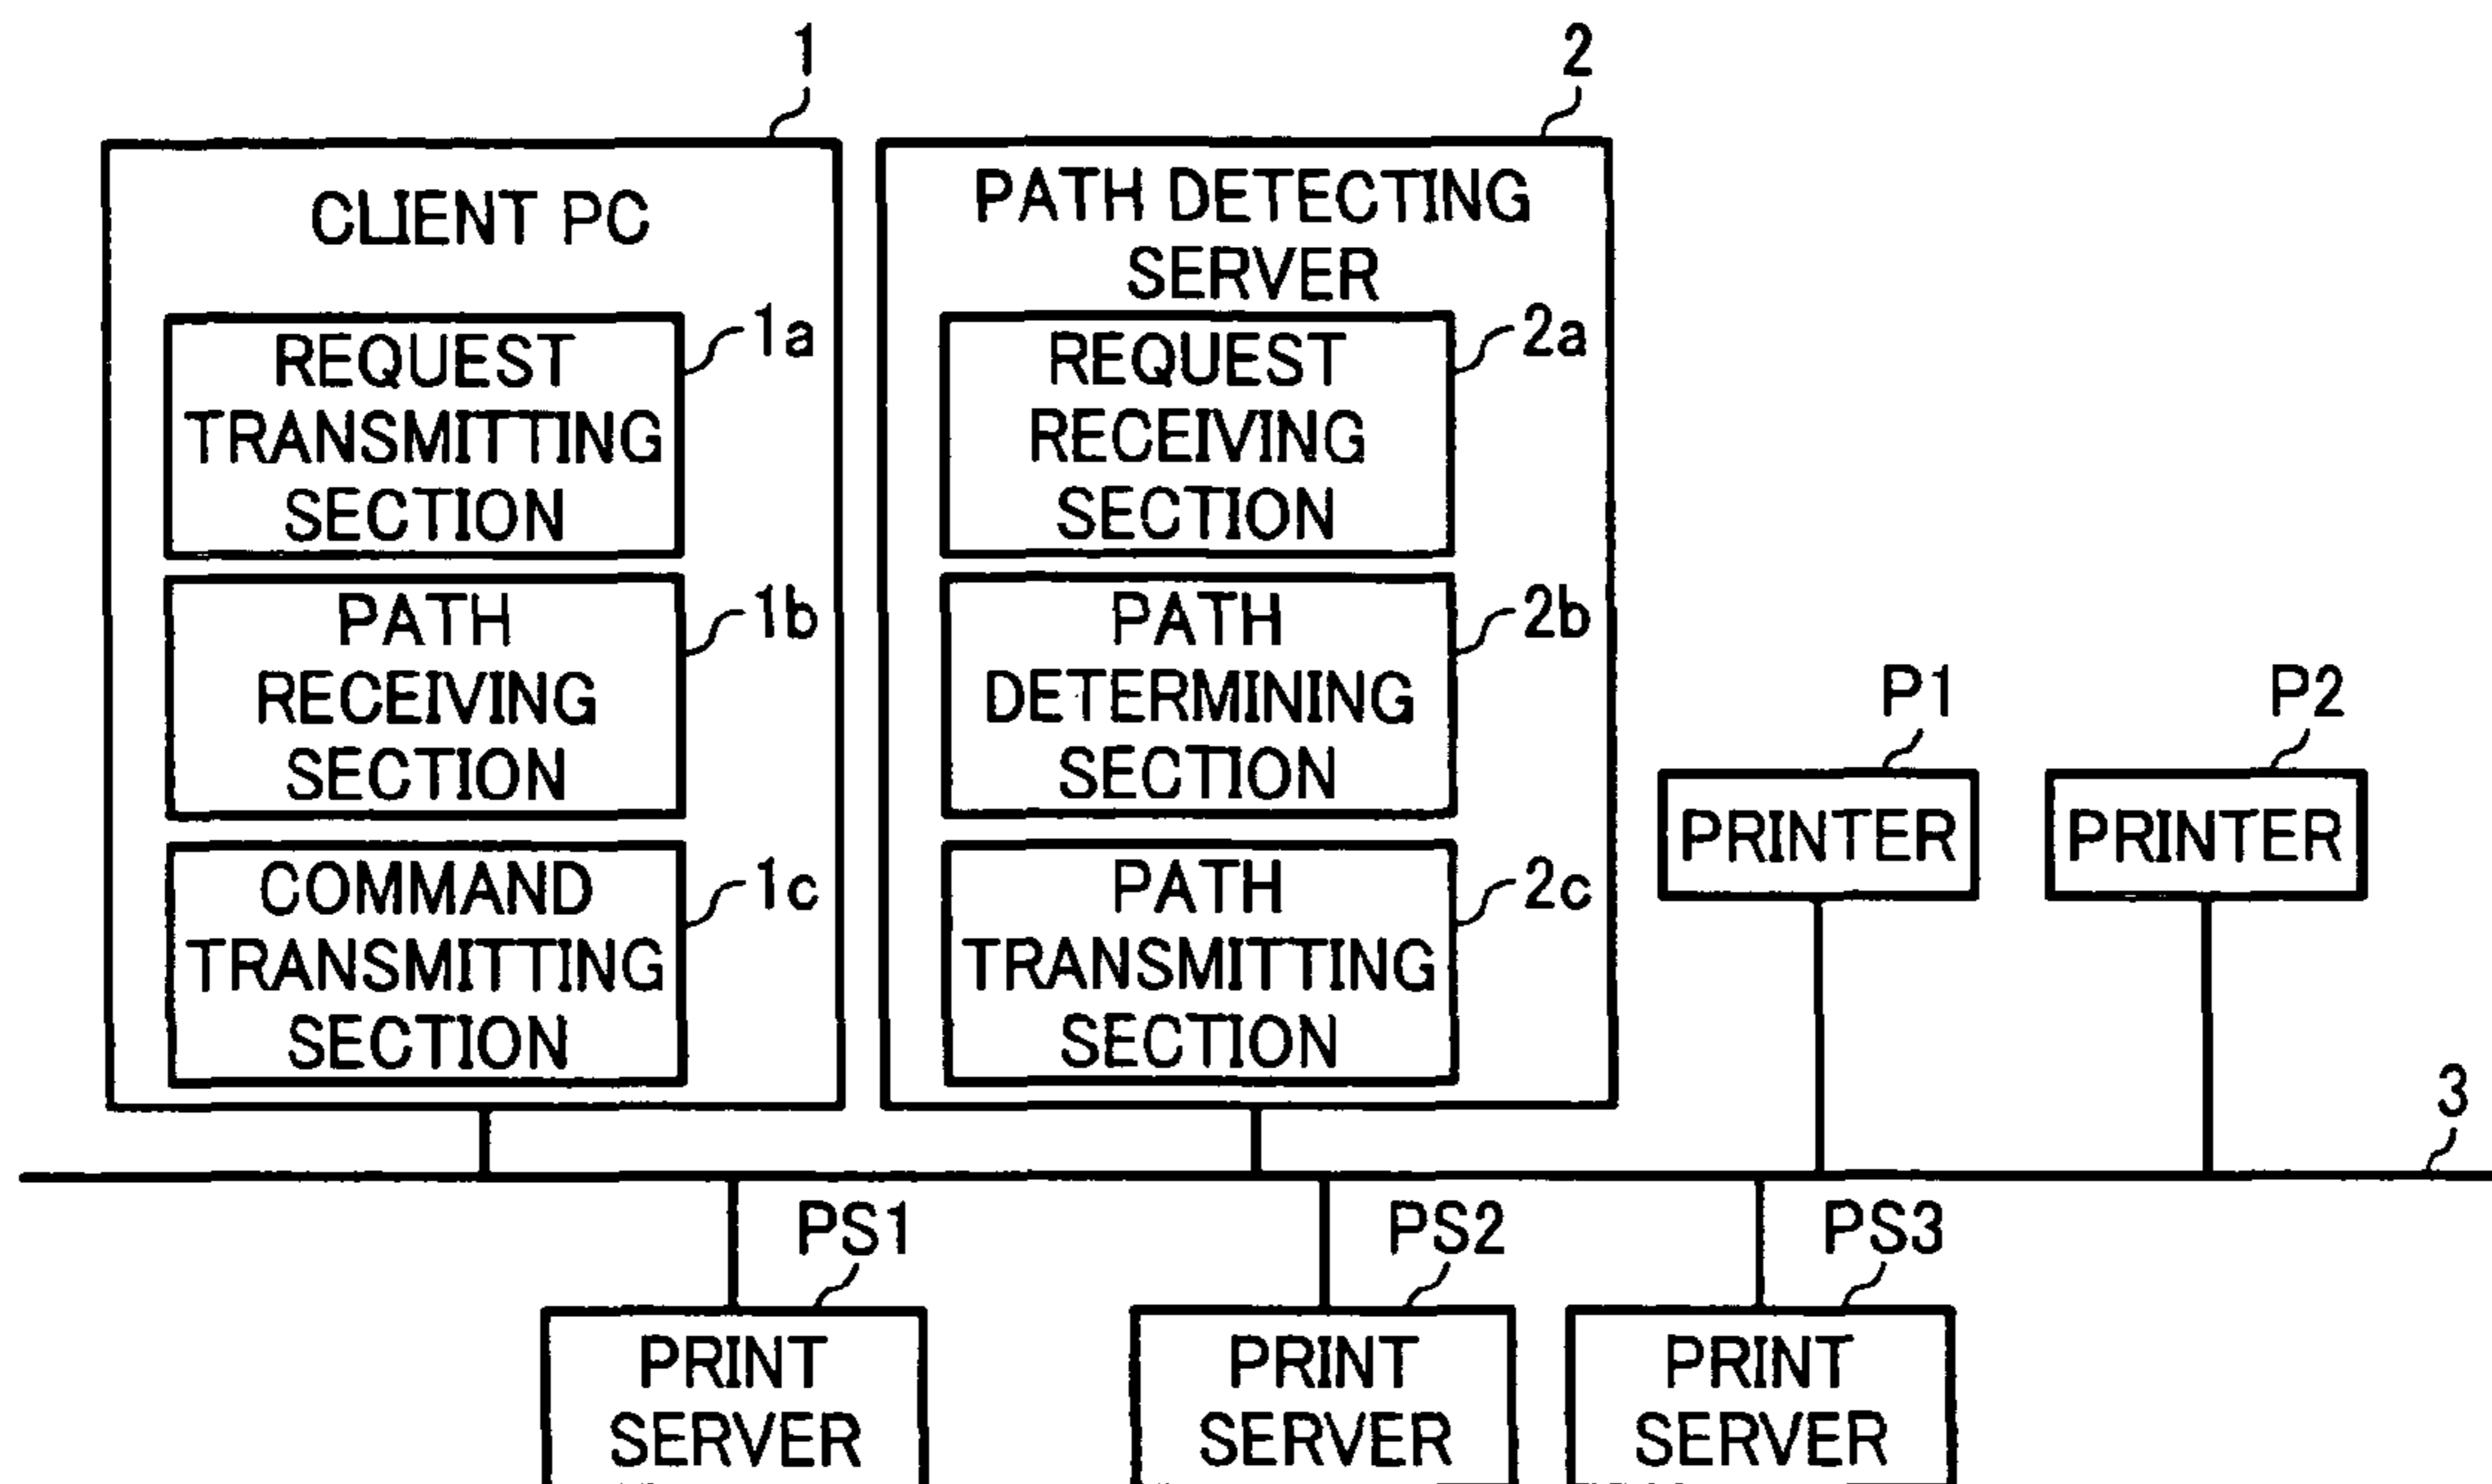 1
CLIENT PC
REQUEST
TRANSMITTING
SECTION
1a
PATH
RECEIVING
SECTION
1b
COMMAND
TRANSMITTING
SECTION
1c
2
PATH DETECTING
SERVER
REQUEST
RECEIVING
SECTION
2a
PATH
DETERMINING
SECTION
2b
PATH
TRANSMITTING
SECTION
2c
P1
PRINTER
P2
PRINTER
3
PS1
PRINT
SERVER
PS2
PRINT
SERVER
PS3
PRINT
SERVER